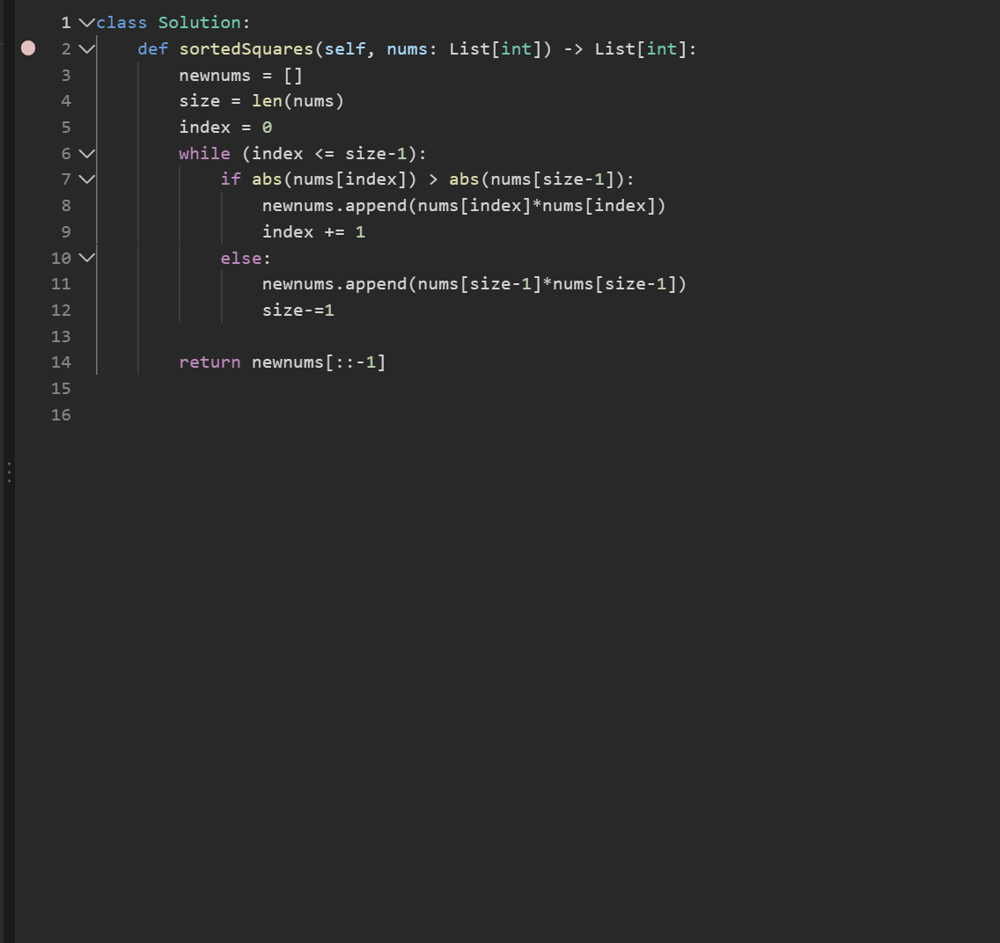 1 class Solution:
2     def sortedSquares(self, nums: List[int]) -> List[int]:
3         newnums = []
4         size = len(nums)
5         index = 0
6         while (index <= size-1):
7             if abs(nums[index]) > abs(nums[size-1]):
8                 newnums.append(nums[index]*nums[index])
9                 index += 1
10             else:
11                 newnums.append(nums[size-1]*nums[size-1])
12                 size-=1
13
14         return newnums[::-1]
15
16